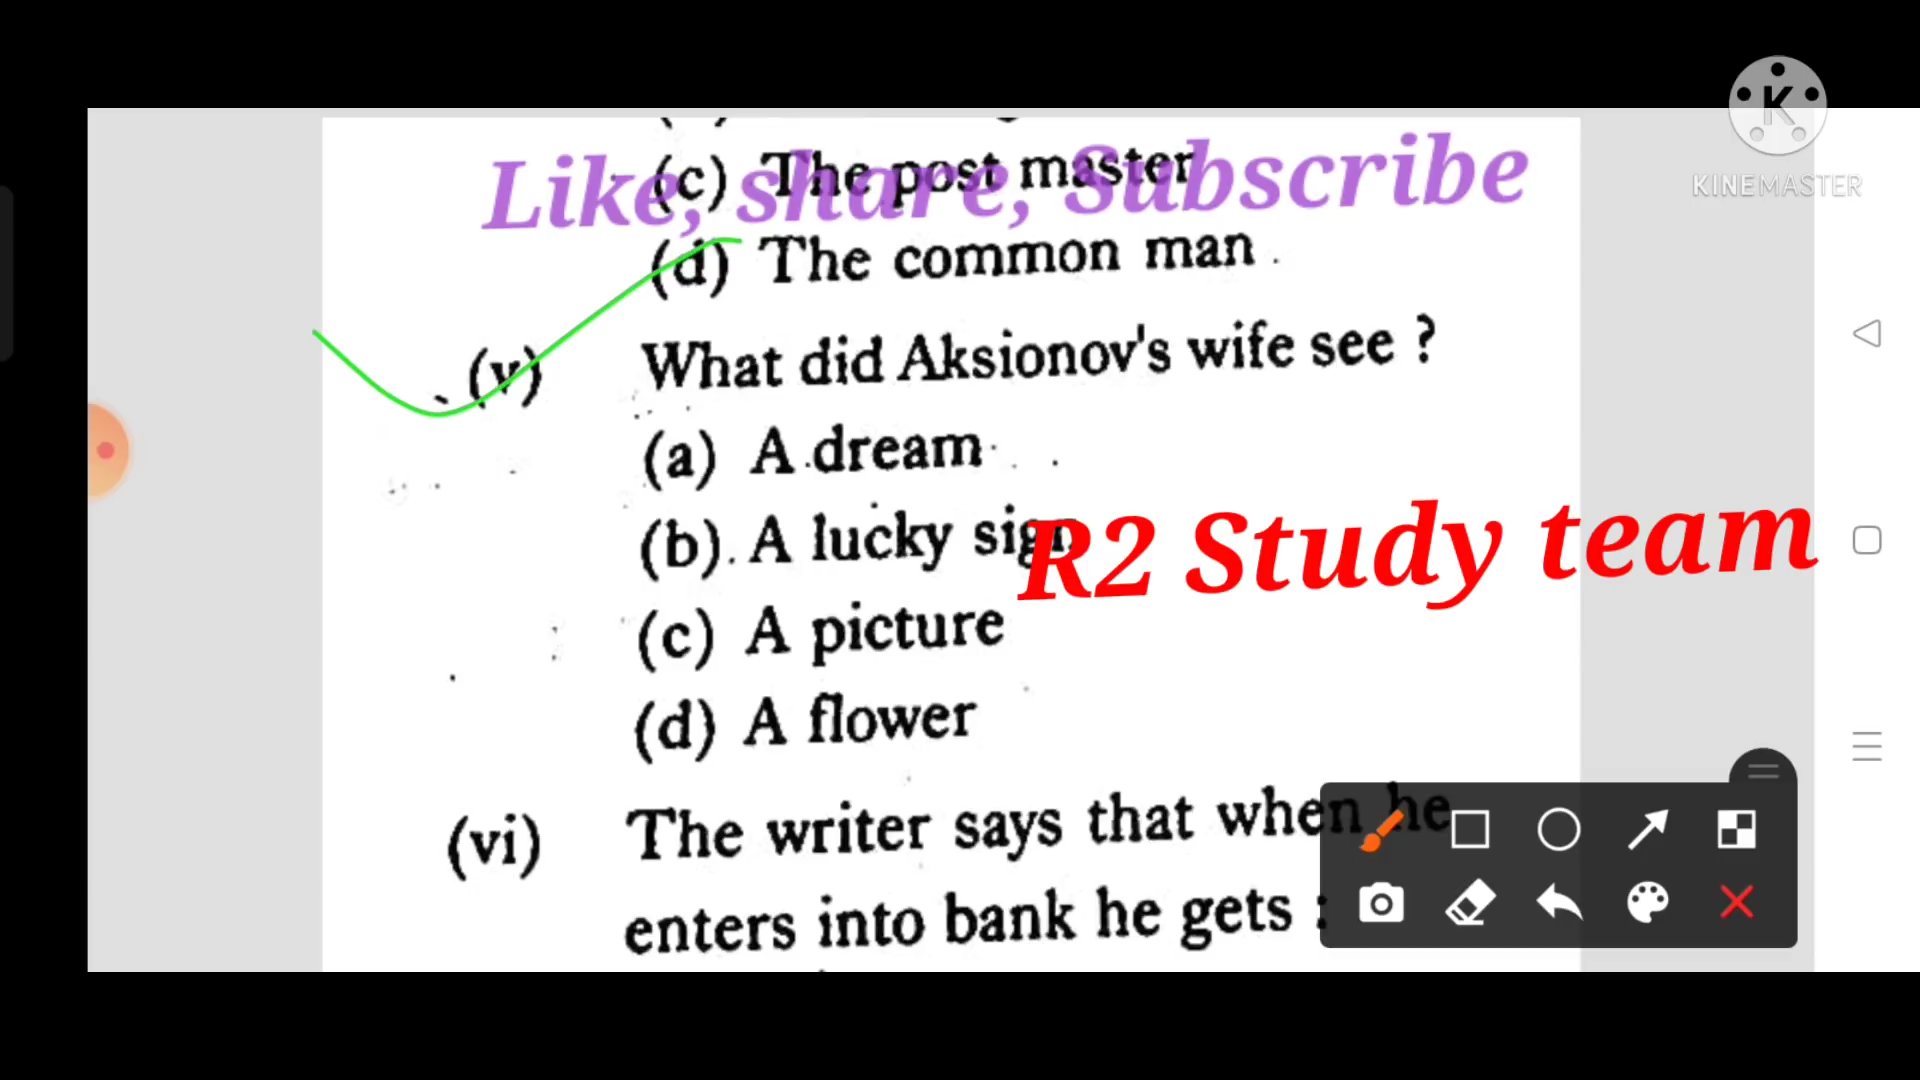 KINEMASTER
Like, share, Subscribe
(c) The post master
(d) The common man
(v) What did Aksionov's wife see ?
(a) A dream
(b) A lucky sign
(c) A picture
(d) A flower
R2 Study team
(vi) The writer says that when he
enters into bank he gets :